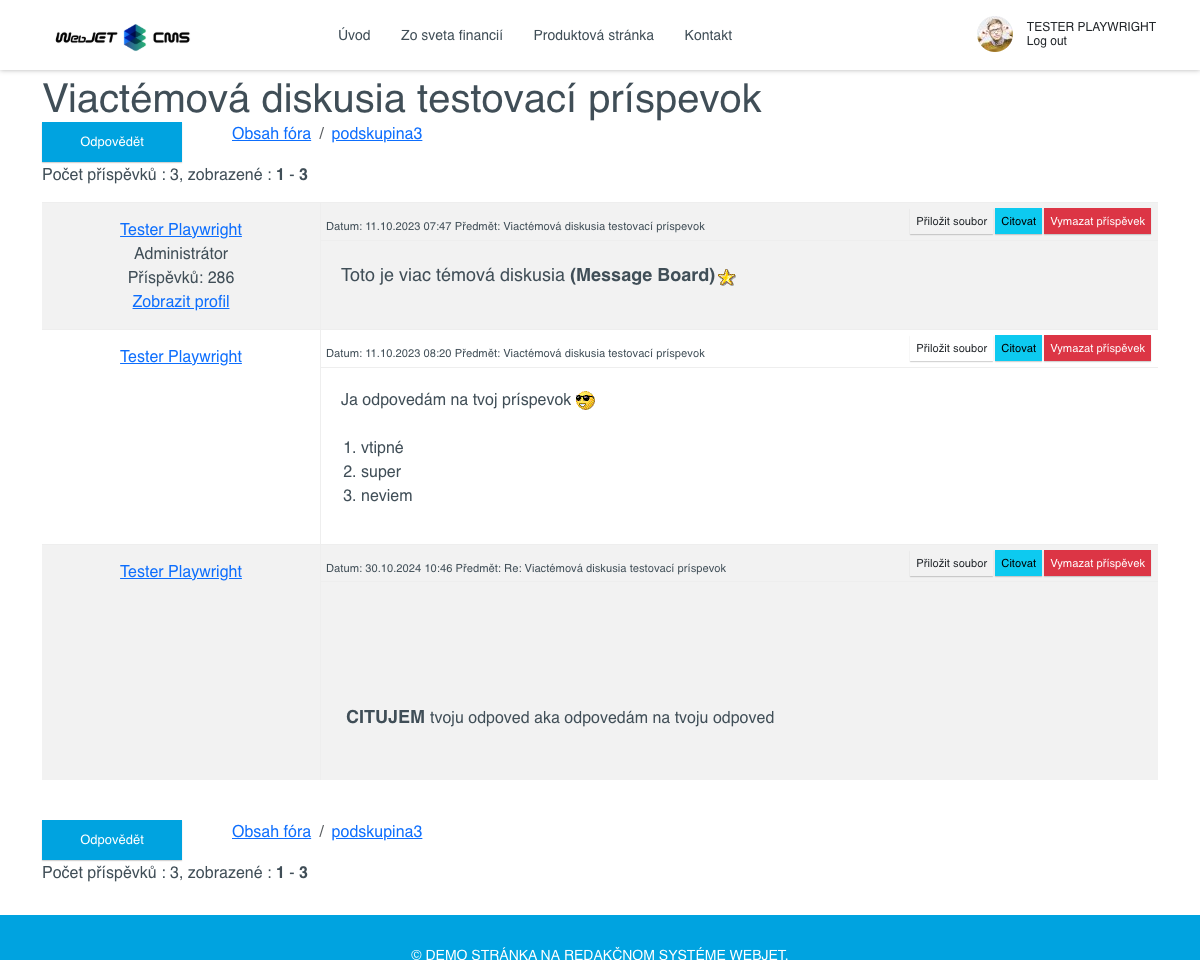 WebJET CMS
Úvod
Zo sveta financií
Produktová stránka
Kontakt
TESTER PLAYWRIGHT
Log out
Viactémová diskusia testovací príspevok
Odpovědět
Obsah fóra / podskupina3
Počet příspěvků : 3, zobrazené : 1 - 3
Tester Playwright
Administrátor
Příspěvků: 286
Zobrazit profil
Datum: 11.10.2023 07:47 Předmět: Viactémová diskusia testovací príspevok
Přiložit soubor
Citovat
Vymazat příspěvek
Toto je viac témová diskusia (Message Board)
Tester Playwright
Datum: 11.10.2023 08:20 Předmět: Viactémová diskusia testovací príspevok
Přiložit soubor
Citovat
Vymazat příspěvek
Ja odpovedám na tvoj príspevok
1. vtipné
2. super
3. neviem
Tester Playwright
Datum: 30.10.2024 10:46 Předmět: Re: Viactémová diskusia testovací príspevok
Přiložit soubor
Citovat
Vymazat příspěvek
CITUJEM tvoju odpoved aka odpovedám na tvoju odpoved
Odpovědět
Obsah fóra / podskupina3
Počet příspěvků : 3, zobrazené : 1 - 3
© DEMO STRÁNKA NA REDAKČNOM SYSTÉME WEBJET.